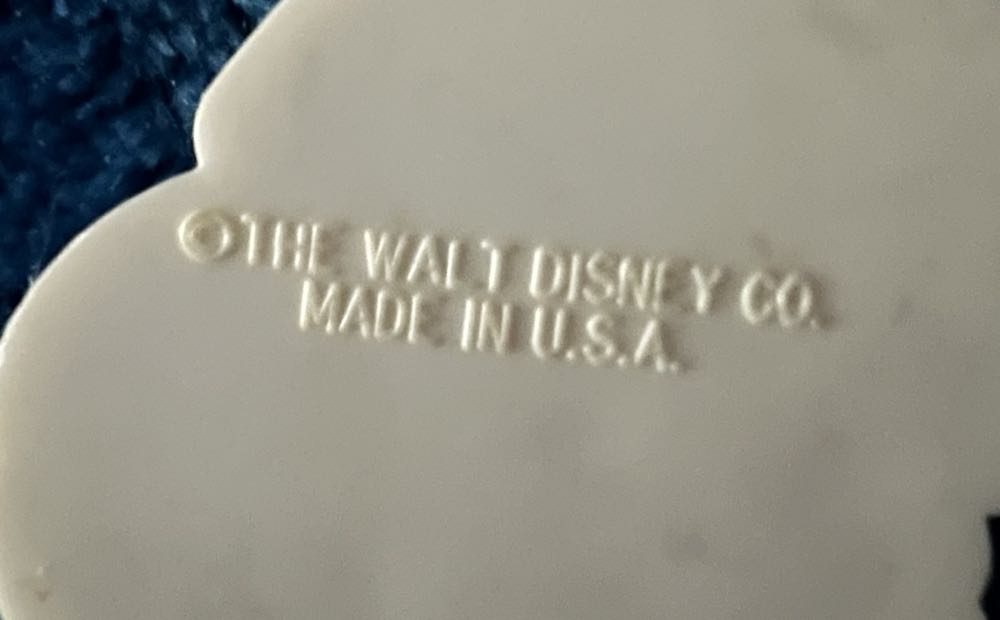 ©THE WALT DISNEY CO.
MADE IN U.S.A.